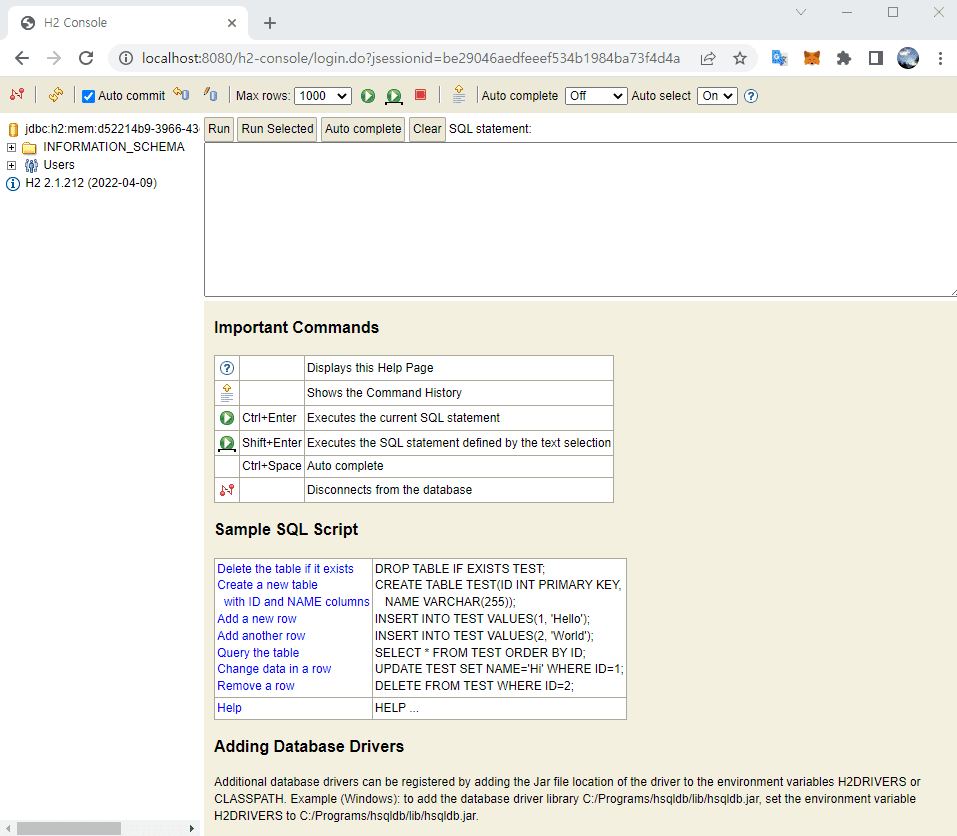 H2 Console
localhost:8080/h2-console/login.do?jsessionid=be29046aedfeeef534b1984ba73f4d4a
Auto commit Max rows: 1000 Auto complete Off Auto select On
jdbc:h2:mem:d52214b9-3966-43
INFORMATION_SCHEMA
Users
H2 2.1.212 (2022-04-09)
Run Run Selected Auto complete Clear SQL statement:
Important Commands
Displays this Help Page
Shows the Command History
Ctrl+Enter Executes the current SQL statement
Shift+Enter Executes the SQL statement defined by the text selection
Ctrl+Space Auto complete
Disconnects from the database
Sample SQL Script
Delete the table if it exists DROP TABLE IF EXISTS TEST;
Create a new table CREATE TABLE TEST(ID INT PRIMARY KEY,
with ID and NAME columns NAME VARCHAR(255));
Add a new row INSERT INTO TEST VALUES(1, 'Hello');
Add another row INSERT INTO TEST VALUES(2, 'World');
Query the table SELECT * FROM TEST ORDER BY ID;
Change data in a row UPDATE TEST SET NAME='Hi' WHERE ID=1;
Remove a row DELETE FROM TEST WHERE ID=2;
Help HELP ...
Adding Database Drivers
Additional database drivers can be registered by adding the Jar file location of the driver to the environment variables H2DRIVERS or
CLASSPATH. Example (Windows): to add the database driver library C:/Programs/hsqldb/lib/hsqldb.jar, set the environment variable
H2DRIVERS to C:/Programs/hsqldb/lib/hsqldb.jar.